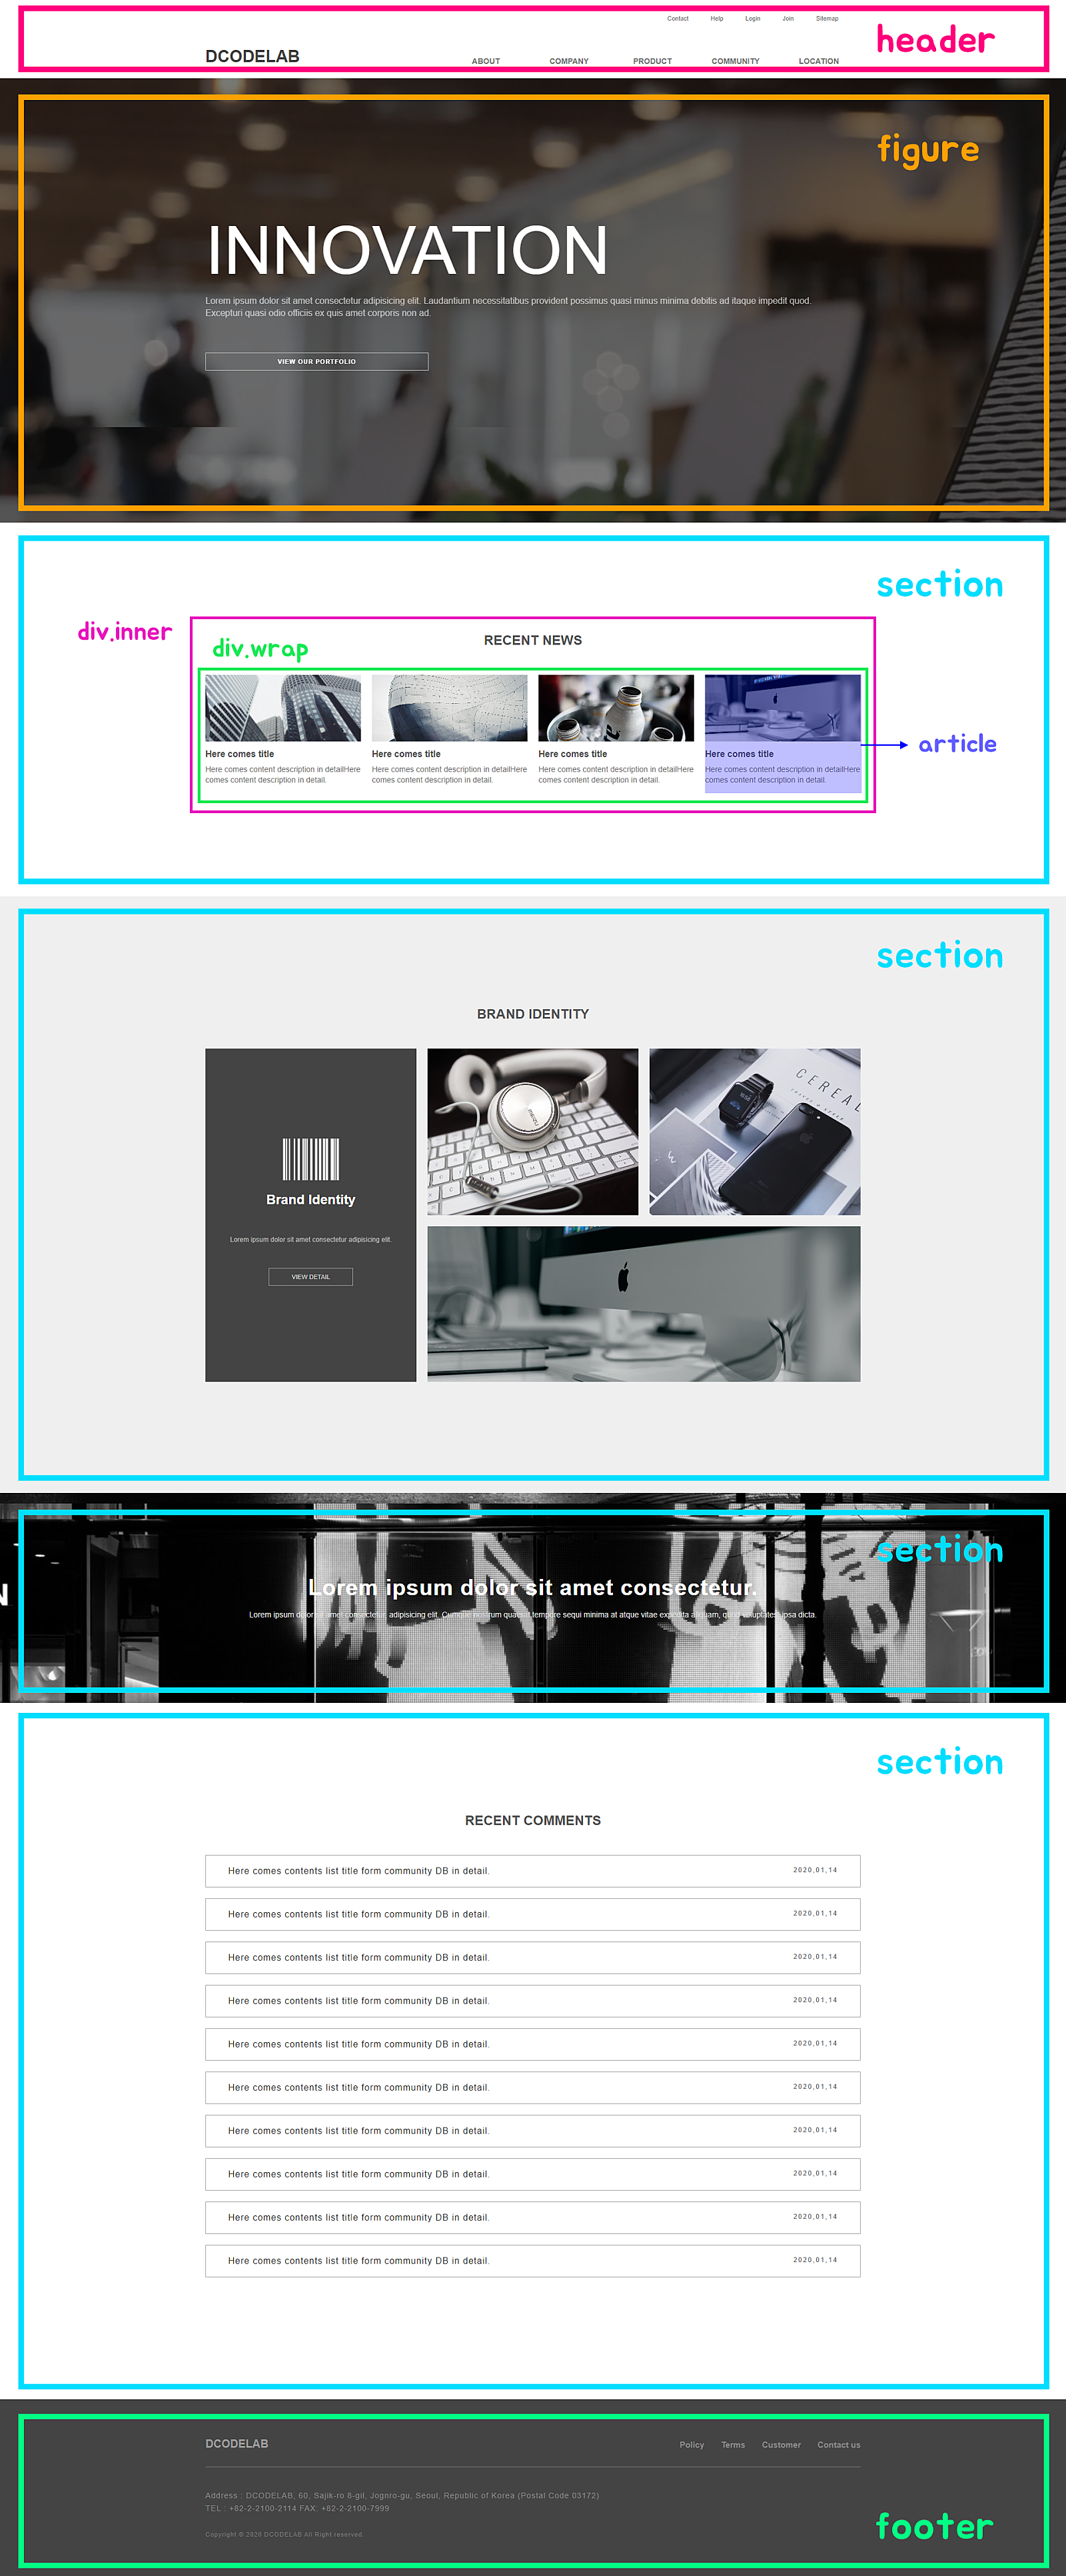 Contact Help Login Join Sitemap
header
DCODELAB
ABOUT COMPANY PRODUCT COMMUNITY LOCATION
figure
INNOVATION
Lorem ipsum dolor sit amet consectetur adipisicing elit. Laudantium necessitatibus provident possimus quasi minus minima debitis ad itaque impedit quod.
Excepturi quasi odio officiis ex quis amet corporis non ad.
VIEW OUR PORTFOLIO
section
div.inner
div.wrap
RECENT NEWS
Here comes title
Here comes content description in detailHere
comes content description in detail.
Here comes title
Here comes content description in detailHere
comes content description in detail.
Here comes title
Here comes content description in detailHere
comes content description in detail.
Here comes title
Here comes content description in detailHere
comes content description in detail.
article
section
BRAND IDENTITY
Brand Identity
Lorem ipsum dolor sit amet consectetur adipisicing elit.
VIEW DETAIL
CEREAL
section
Lorem ipsum dolor sit amet consectetur.
Lorem ipsum dolor sit amet consectetur, adipisicing elit. Cumque nostrum quaerat tempore sequi minima at atque vitae expedita aliquam, quod voluptates ipsa dicta.
section
RECENT COMMENTS
Here comes contents list title form community DB in detail. 2020,01,14
Here comes contents list title form community DB in detail. 2020,01,14
Here comes contents list title form community DB in detail. 2020,01,14
Here comes contents list title form community DB in detail. 2020,01,14
Here comes contents list title form community DB in detail. 2020,01,14
Here comes contents list title form community DB in detail. 2020,01,14
Here comes contents list title form community DB in detail. 2020,01,14
Here comes contents list title form community DB in detail. 2020,01,14
Here comes contents list title form community DB in detail. 2020,01,14
Here comes contents list title form community DB in detail. 2020,01,14
DCODELAB
Policy Terms Customer Contact us
Address : DCODELAB, 60, Sajik-ro 8-gil, Jognro-gu, Seoul, Republic of Korea (Postal Code 03172)
TEL : +82-2-2100-2114 FAX: +82-2-2100-7999
Copyright © 2020 DCODELAB All Right reserved.
footer